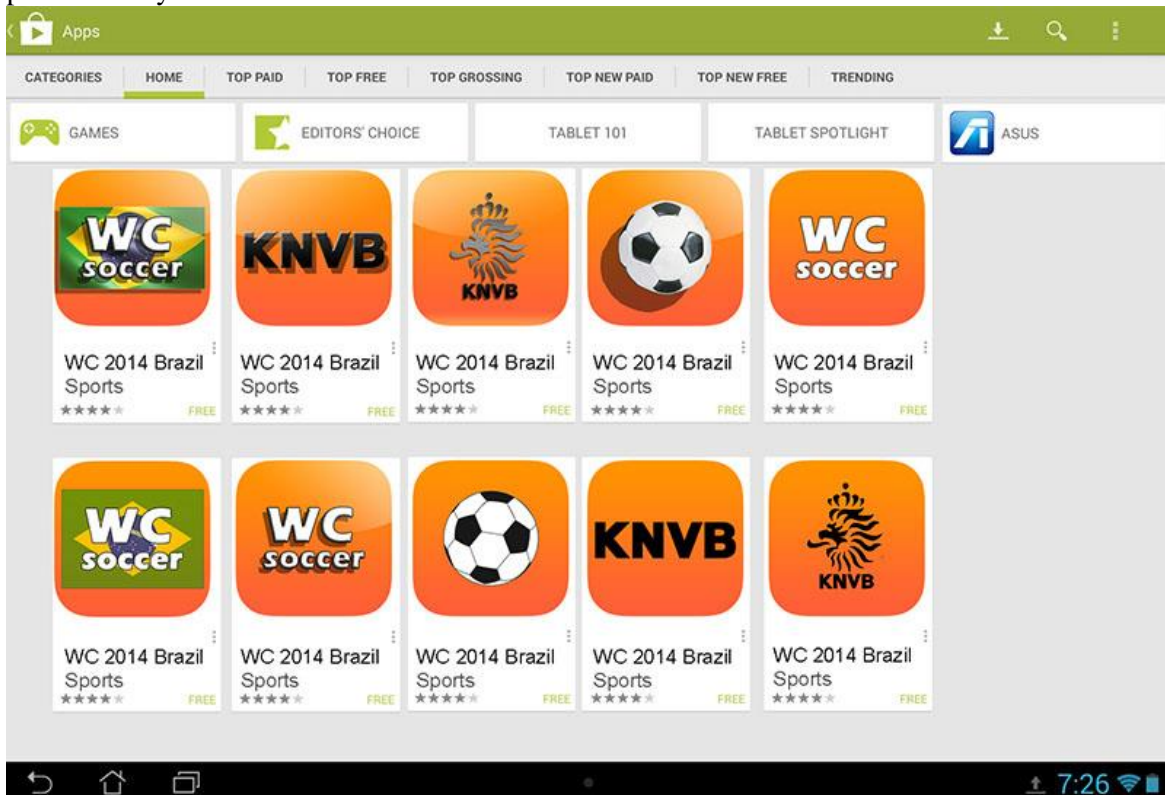 Apps
CATEGORIES HOME TOP PAID TOP FREE TOP GROSSING TOP NEW PAID TOP NEW FREE TRENDING
GAMES EDITORS' CHOICE TABLET 101 TABLET SPOTLIGHT ASUS
WC soccer KNVB KNVB WC soccer
WC 2014 Brazil WC 2014 Brazil WC 2014 Brazil WC 2014 Brazil WC 2014 Brazil
Sports Sports Sports Sports Sports
FREE FREE FREE FREE FREE
WC soccer WC soccer KNVB KNVB
WC 2014 Brazil WC 2014 Brazil WC 2014 Brazil WC 2014 Brazil WC 2014 Brazil
Sports Sports Sports Sports Sports
FREE FREE FREE FREE FREE
7:26